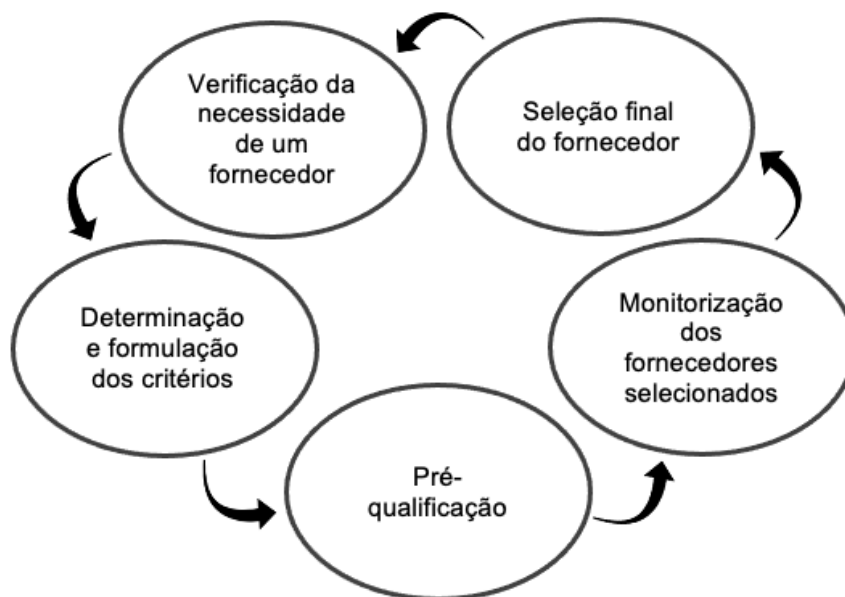 Verificação da
necessidade
de um
fornecedor
Seleção final
do fornecedor
Determinação
e formulação
dos critérios
Monitorização
dos
fornecedores
selecionados
Pré-
qualificação